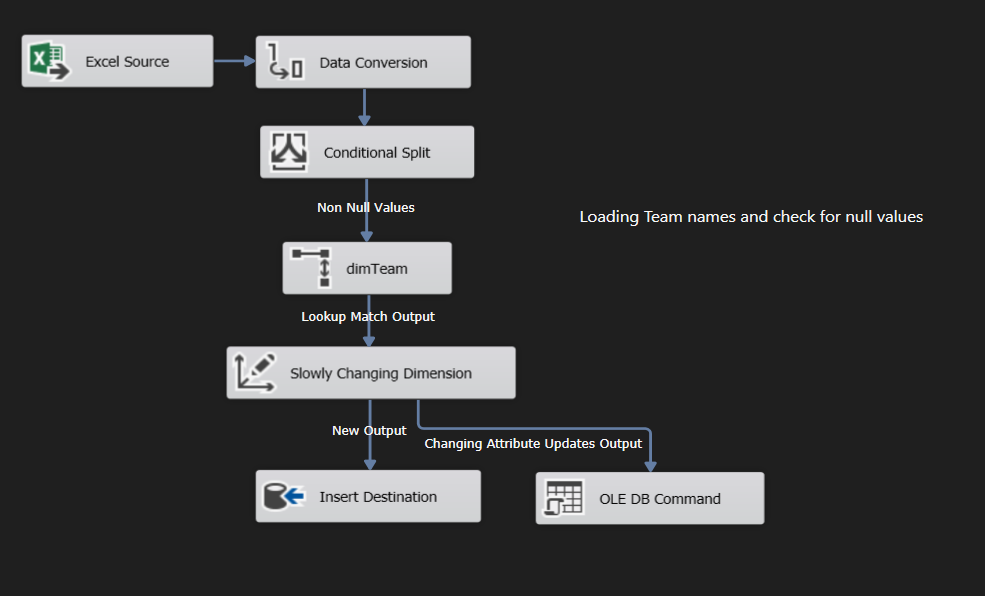 Excel Source
Data Conversion
Conditional Split
Non Null Values
Loading Team names and check for null values
dimTeam
Lookup Match Output
Slowly Changing Dimension
New Output
Changing Attribute Updates Output
Insert Destination
OLE DB Command